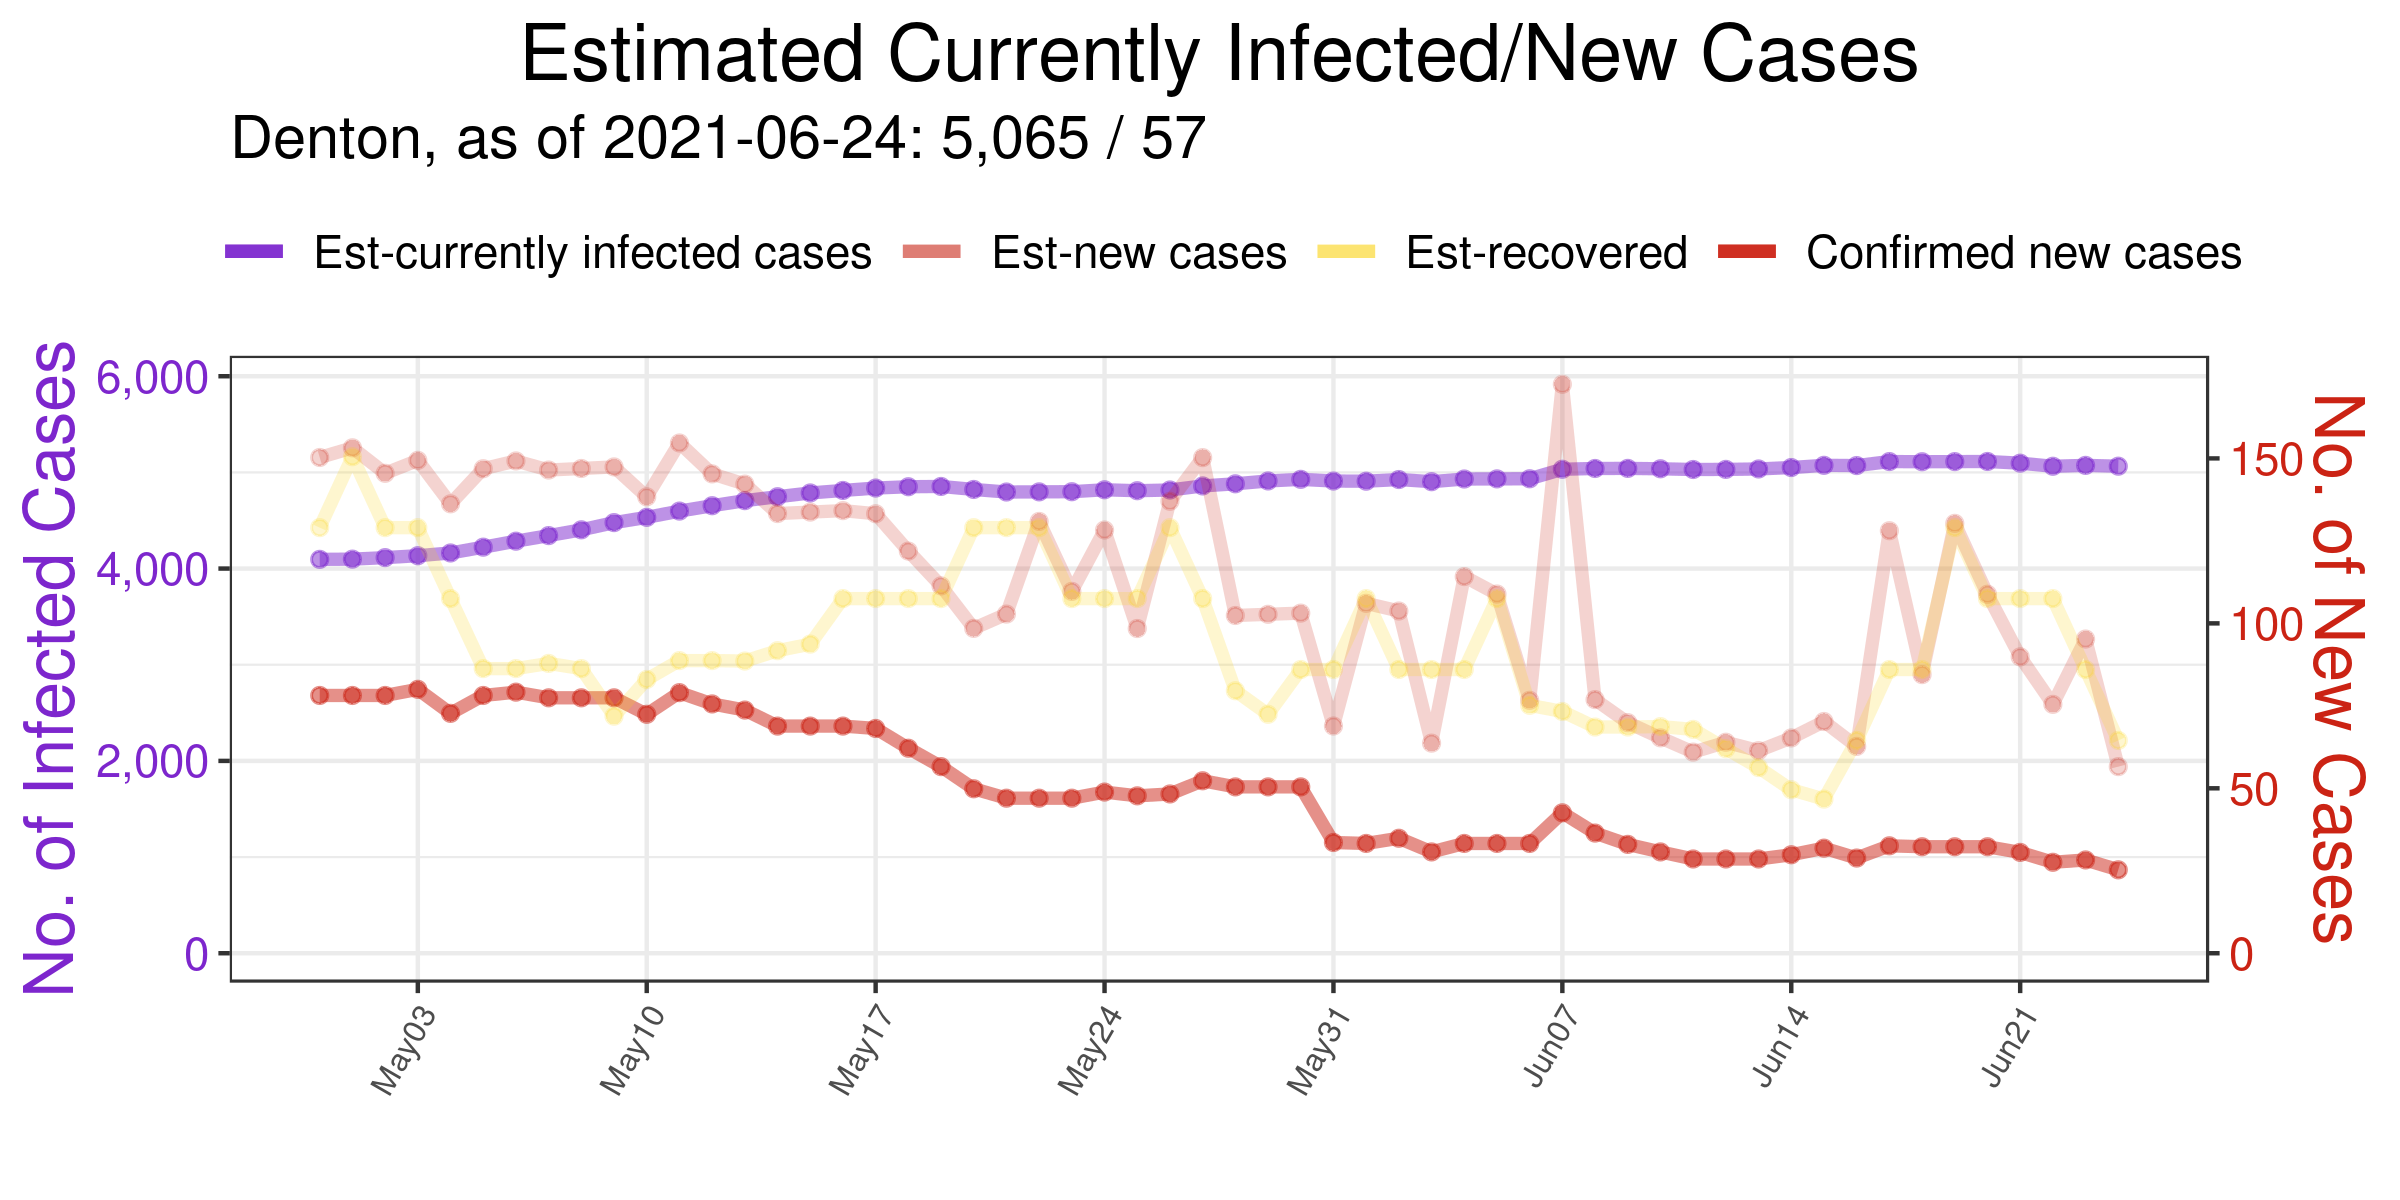 Estimated Currently Infected/New Cases
Denton, as of 2021-06-24: 5,065 / 57
Est-currently infected cases Est-new cases Est-recovered Confirmed new cases
No. of Infected Cases
6,000
4,000
2,000
0
150
100
50
0
No. of New Cases
May03 May10 May17 May24 May31 Jun07 Jun14 Jun21